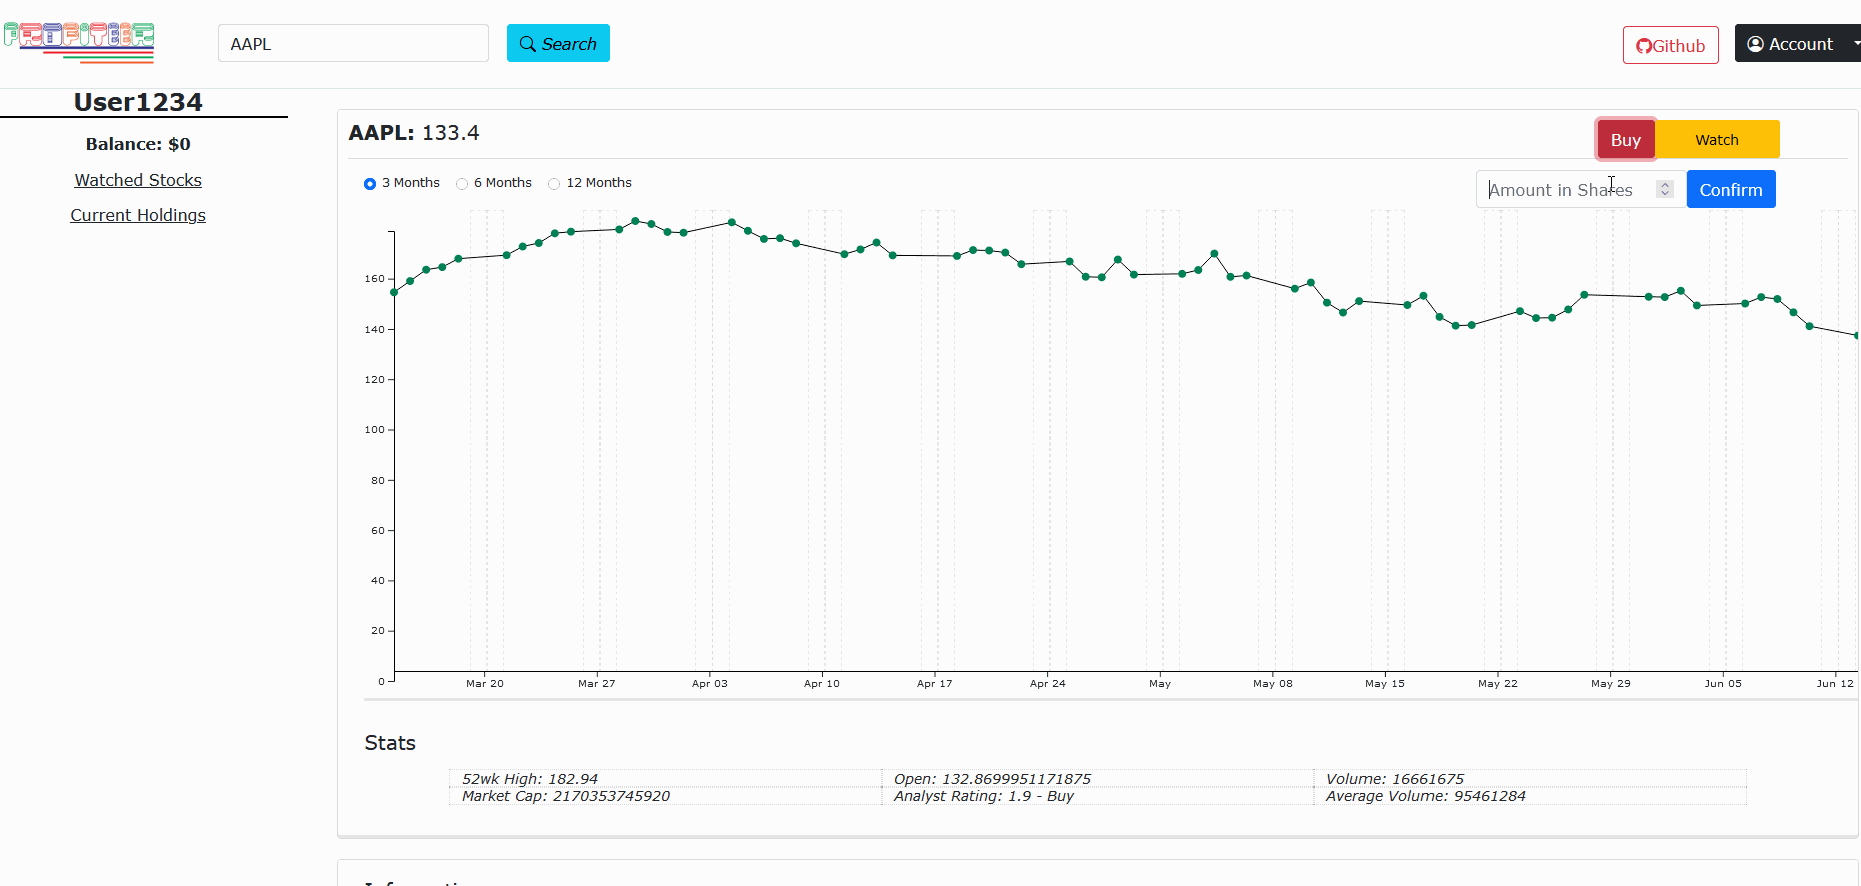 PROFITEER
AAPL
Search
Github
Account
User1234
Balance: $0
Watched Stocks
Current Holdings
AAPL: 133.4
Buy
Watch
3 Months
6 Months
12 Months
Amount in Shares
Confirm
160
140
120
100
80
60
40
20
0
Mar 20 Mar 27 Apr 03 Apr 10 Apr 17 Apr 24 May May 08 May 15 May 22 May 29 Jun 05 Jun 12
Stats
52wk High: 182.94 Open: 132.8699951171875 Volume: 16661675
Market Cap: 2170353745920 Analyst Rating: 1.9 - Buy Average Volume: 95461284